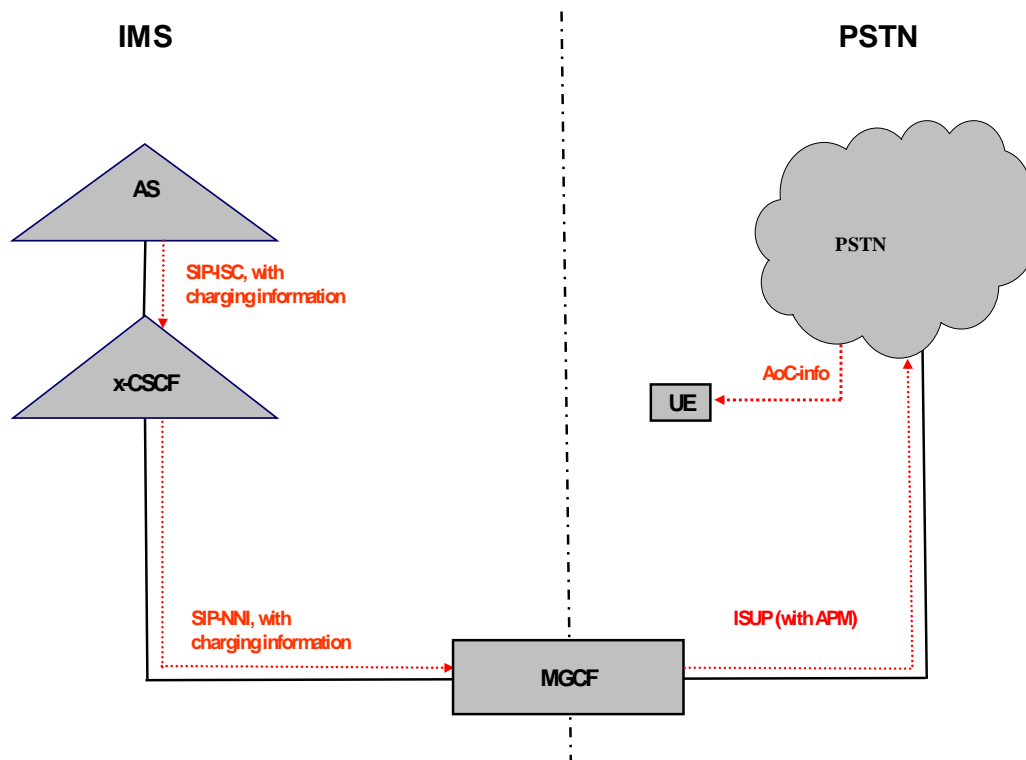 IMS
PSTN
AS
PSTN
SIP-ISC, with
charging information
x-CSCF
AoC-info
UE
SIP-NNI, with
charging information
ISUP (with APM)
MGCF